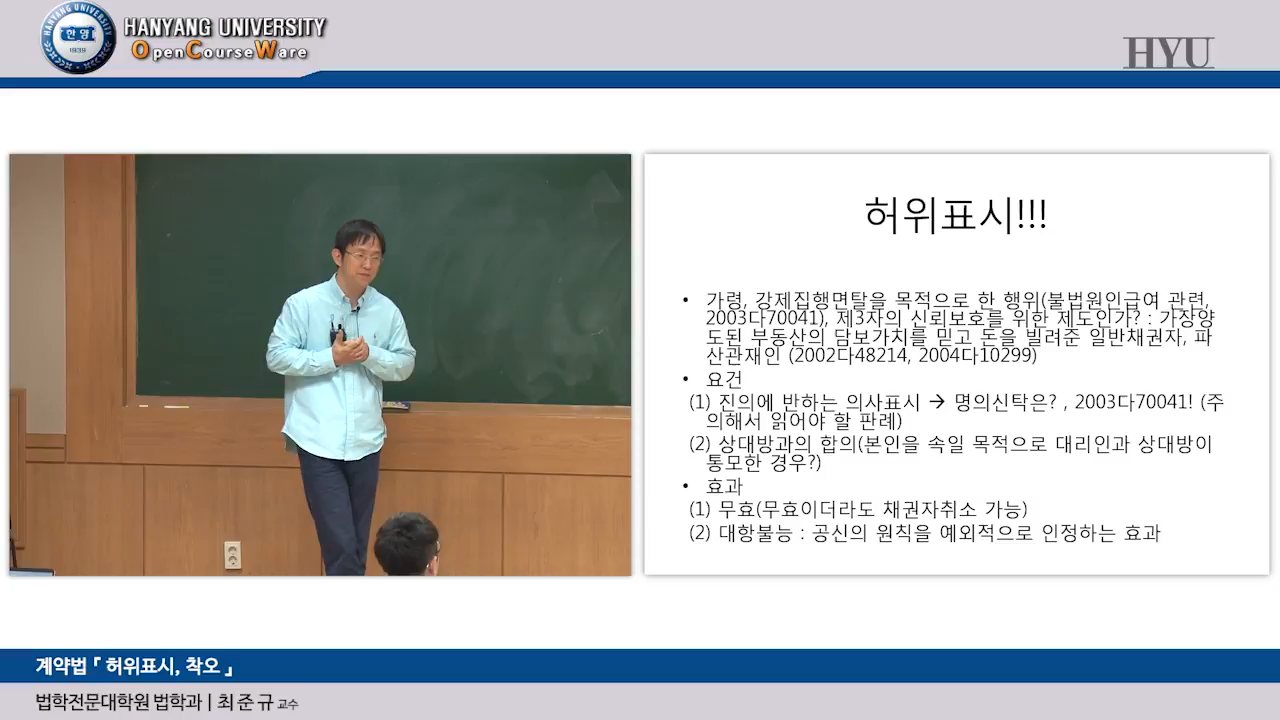 HANYANG UNIVERSITY
한양
1939
HANYANG UNIVERSITY
OpenCourseWare
HYU
허위표시!!!
• 가령, 강제집행면탈을 목적으로 한 행위(불법원인급여 관련,
2003다70041), 제3자의 신뢰보호를 위한 제도인가? : 가장양
도된 부동산의 담보가치를 믿고 돈을 빌려준 일반채권자, 파
산관재인 (2002다48214, 2004다10299)
• 요건
(1) 진의에 반하는 의사표시 → 명의신탁은? , 2003다70041! (주
의해서 읽어야 할 판례)
(2) 상대방과의 합의(본인을 속일 목적으로 대리인과 상대방이
통모한 경우?)
• 효과
(1) 무효(무효이더라도 채권자취소 가능)
(2) 대항불능 : 공신의 원칙을 예외적으로 인정하는 효과
계약법『 허위표시, 착오 』
법학전문대학원 법학과 | 최 준 규 교수